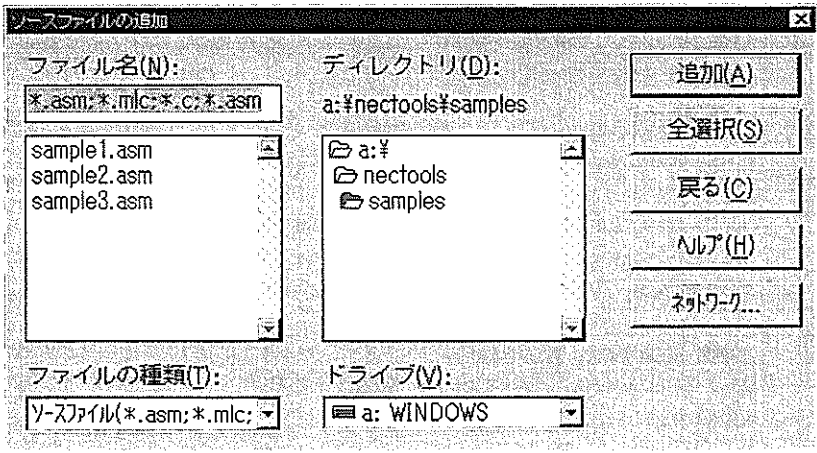 ソースファイルの追加
ファイル名(N):
*.asm;*.mlc;*.c;*.asm
sample1.asm
sample2.asm
sample3.asm
ファイルの種類(T):
ソースファイル(*.asm;*.mlc;
ディレクトリ(D):
a:¥nectools¥samples
a:¥
nectools
samples
ドライブ(V):
a: WINDOWS
追加(A)
全選択(S)
戻る(C)
ヘルプ(H)
ネットワーク...